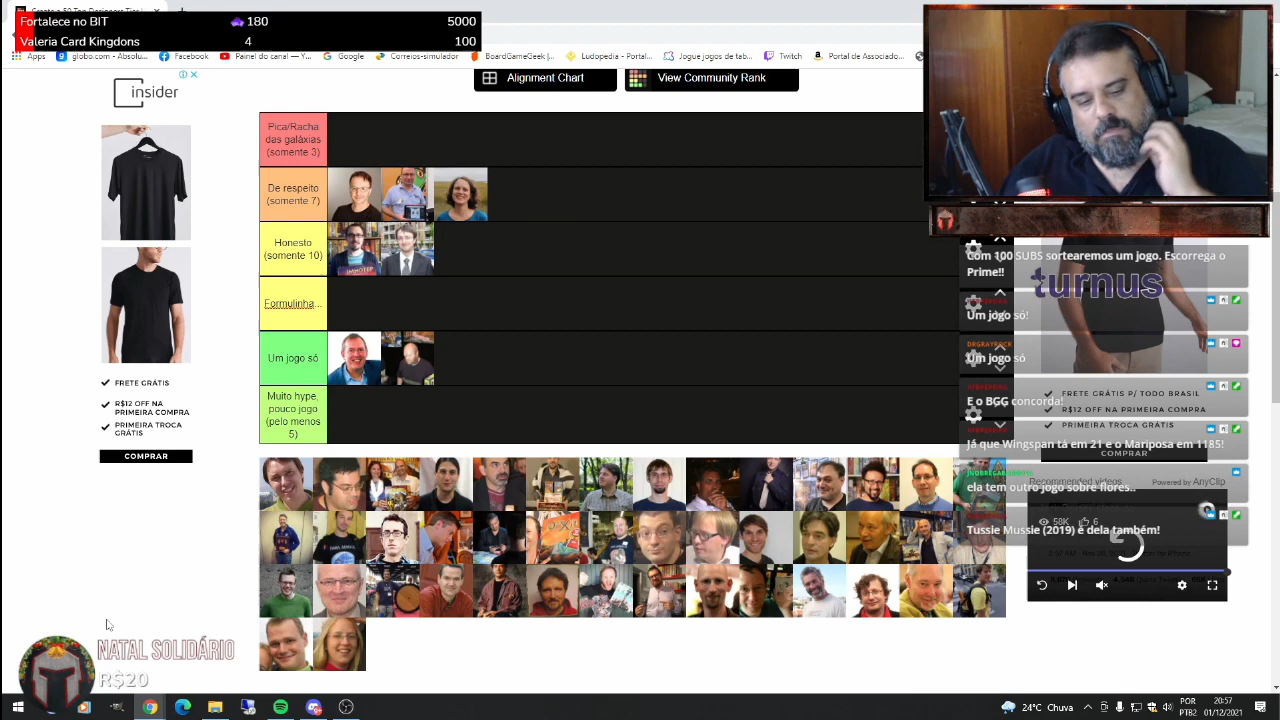 Fortalece no BIT 180 5000
Valeria Card Kingdons 4 100
Apps globo.com - Absolu... Facebook Painel do canal — Y... Google Correios-simulador BoardGameGeek |... Ludopedia - Portal... Jogue jogos de tab... Twitch Portal de Associado...
insider
Alignment Chart
View Community Rank
Pica/Racha
das galáxias
(somente 3)
De respeito
(somente 7)
Honesto
(somente 10)
Formulinha...
Um jogo só
Muito hype,
pouco jogo
(pelo menos
5)
FRETE GRÁTIS
R$12 OFF NA
PRIMEIRA COMPRA
PRIMEIRA TROCA
GRÁTIS
COMPRAR
Com 100 SUBS sortearemos um jogo. Escorrega o
Prime!!
turnus
Um jogo só!
DRGRAYROCK
Um jogo só
FRETE GRÁTIS P/ TODO BRASIL
E o BGG concorda!
R$12 OFF NA PRIMEIRA COMPRA
PRIMEIRA TROCA GRÁTIS
Já que Wingspan tá em 21 e o Mariposa em 1185!
COMPRAR
Recommended videos Powered by AnyClip
ela tem outro jogo sobre flores..
58K 6
Tussie Mussie (2019) é dela também!
NATAL SOLIDÁRIO
R$20
24°C Chuva
POR
PTB2
20:57
01/12/2021